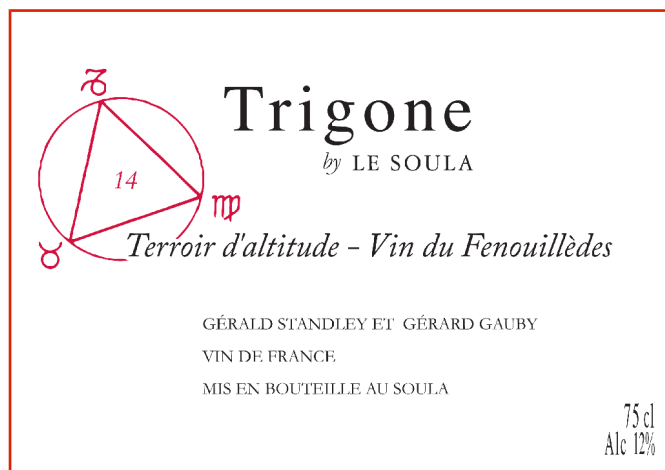 Trigone
by LE SOULA
14
Terroir d'altitude – Vin du Fenouillèdes
GÉRALD STANDLEY ET GÉRARD GAUBY
VIN DE FRANCE
MIS EN BOUTEILLE AU SOULA
75 cl
Alc 12%